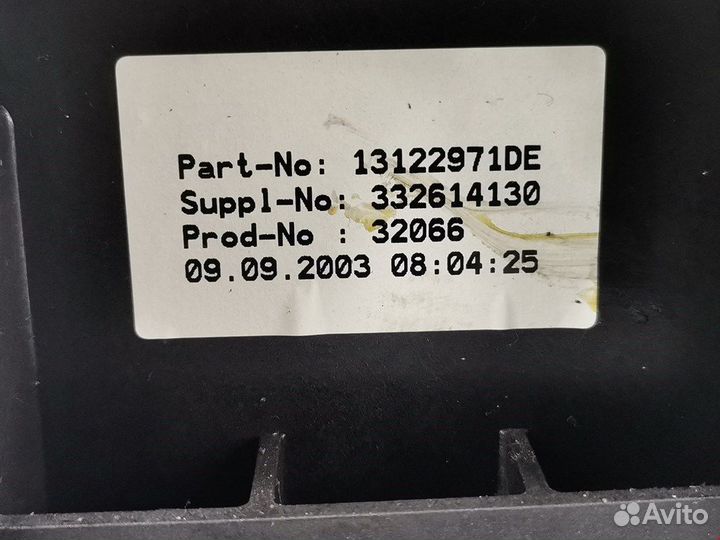 Part-No: 13122971DE
Suppl-No: 332614130
Prod-No : 32066
09.09.2003 08:04:25
Avito